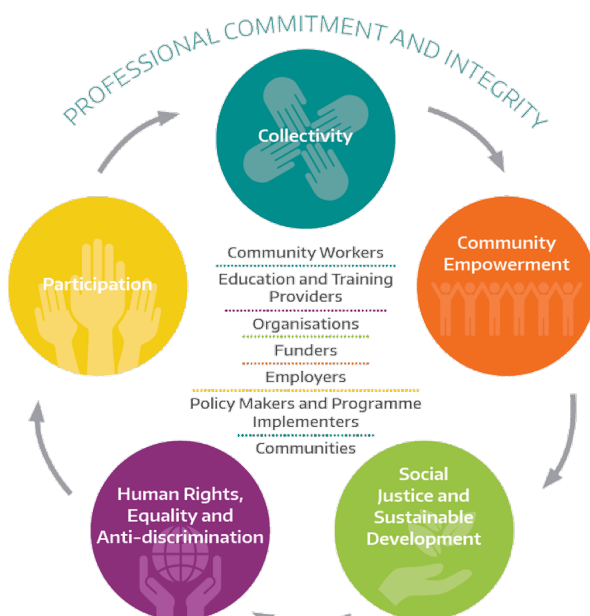 PROFESSIONAL COMMITMENT AND INTEGRITY
Collectivity
Community
Empowerment
Participation
Community Workers
Education and Training
Providers
Organisations
Funders
Employers
Policy Makers and Programme
Implementers
Communities
Human Rights,
Equality and
Anti-discrimination
Social
Justice and
Sustainable
Development